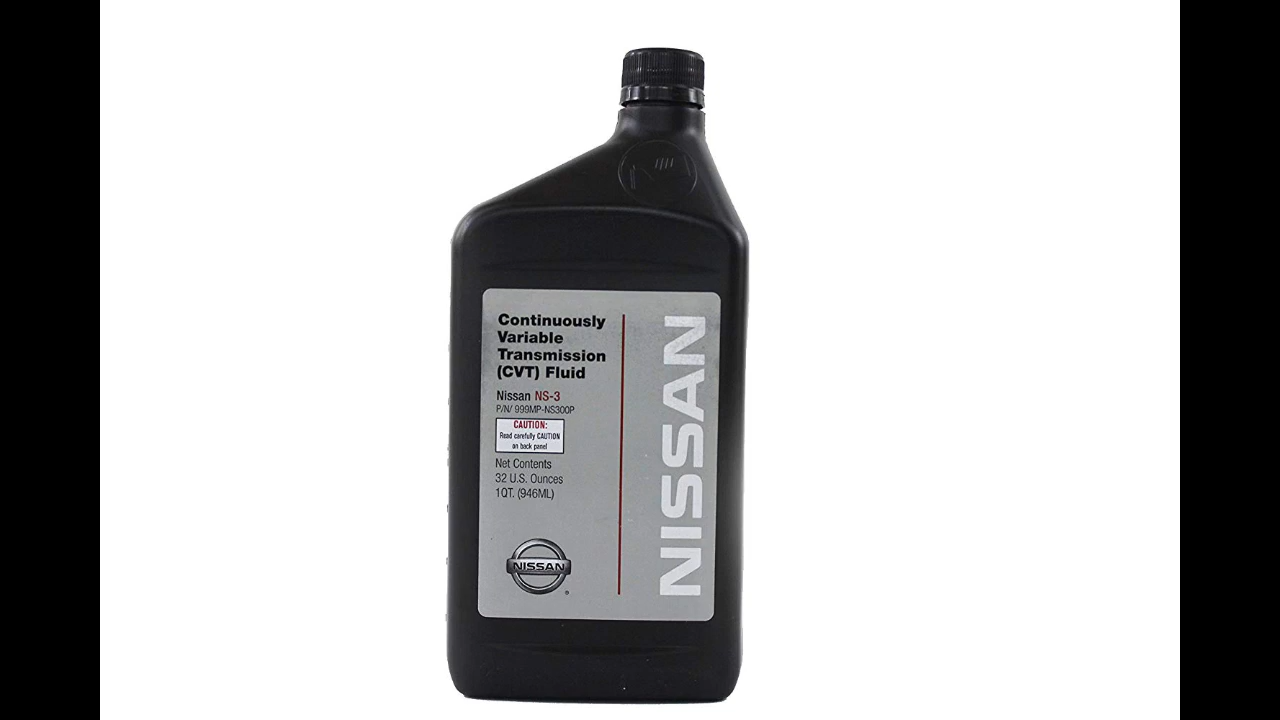 Continuously
Variable
Transmission
(CVT) Fluid
Nissan NS-3
P/N/ 999MP-NS300P
CAUTION:
Read carefully CAUTION
on back panel
Net Contents
32 U.S. Ounces
1QT. (946ML)
NISSAN
®
NISSAN